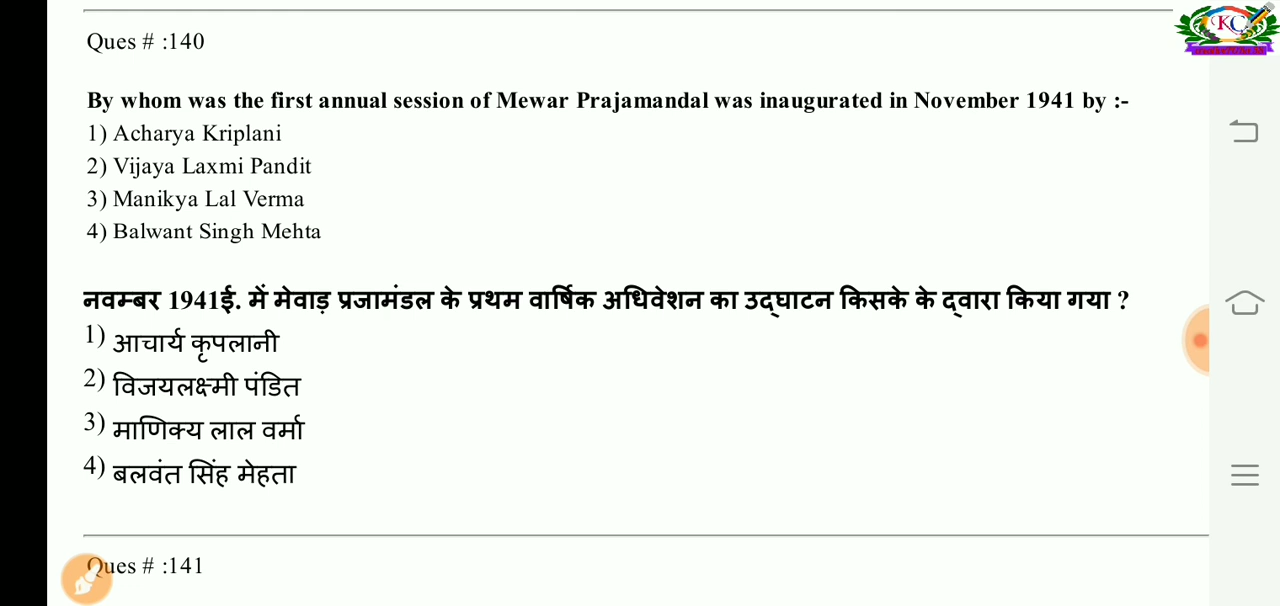 KC
Ques # :140
By whom was the first annual session of Mewar Prajamandal was inaugurated in November 1941 by :-
1) Acharya Kriplani
2) Vijaya Laxmi Pandit
3) Manikya Lal Verma
4) Balwant Singh Mehta
नवम्बर 1941ई. में मेवाड़ प्रजामंडल के प्रथम वार्षिक अधिवेशन का उद्घाटन किसके के द्वारा किया गया ?
1) आचार्य कृपलानी
2) विजयलक्ष्मी पंडित
3) माणिक्य लाल वर्मा
4) बलवंत सिंह मेहता
Ques # :141